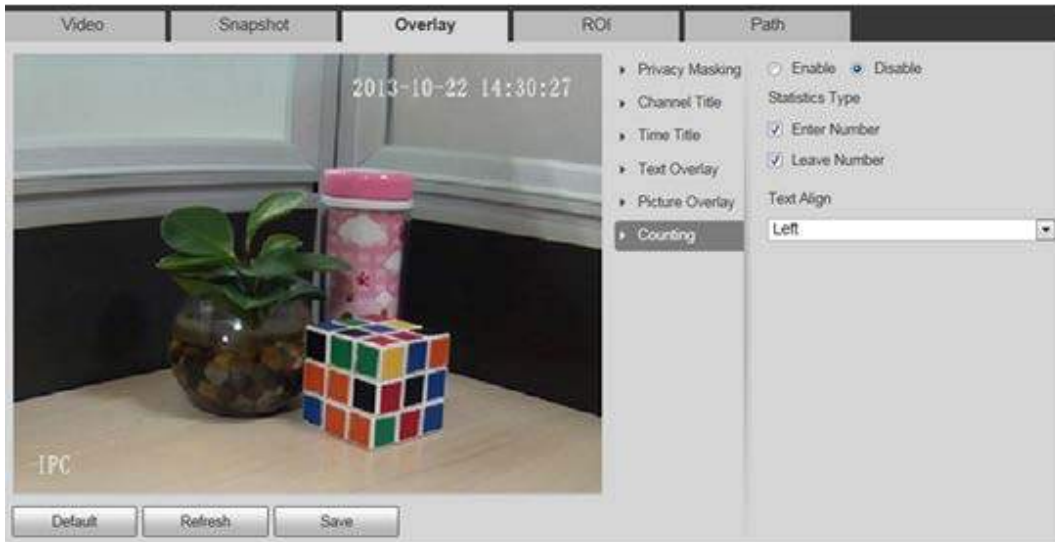 Video
Snapshot
Overlay
ROI
Path
2013-10-22 14:30:27
IPC
Privacy Masking
Channel Title
Time Title
Text Overlay
Picture Overlay
Counting
Enable
Disable
Statistics Type
Enter Number
Leave Number
Text Align
Left
Default
Refresh
Save